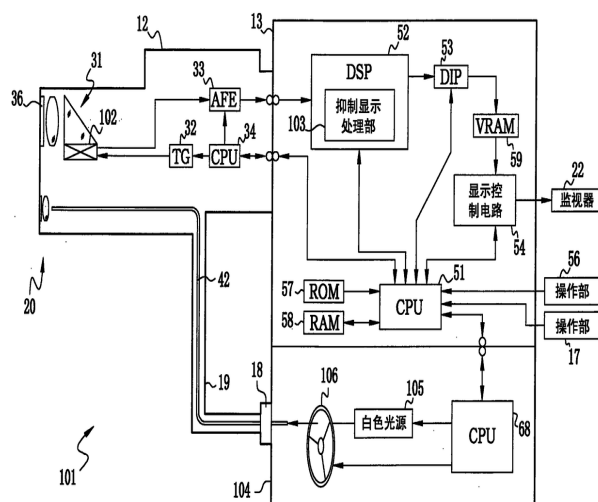 12
13
52
53
31
33
DSP
DIP
36
102
AFE
103
抑制显示
处理部
VRAM
32
34
59
TG
CPU
22
显示控
制电路
监视器
54
51
56
20
42
57
ROM
CPU
操作部
58
RAM
操作部
17
18
106
105
19
白色光源
CPU
68
101
104